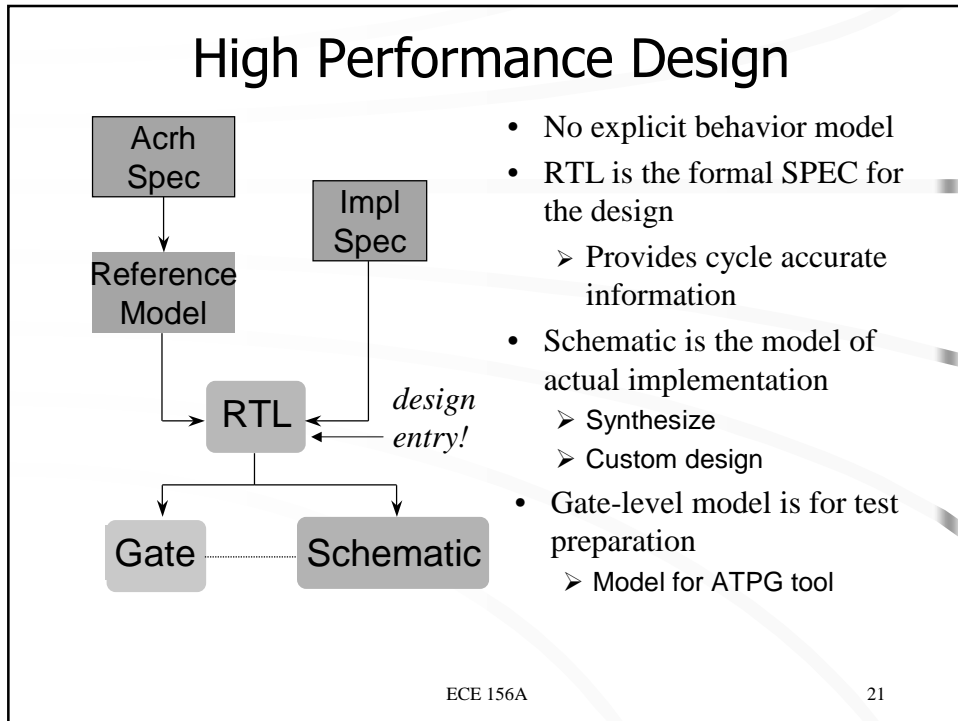 High Performance Design
Acrh
Spec
Impl
Spec
Reference
Model
RTL
design
entry!
Gate
Schematic
• No explicit behavior model
• RTL is the formal SPEC for
the design
➢ Provides cycle accurate
information
• Schematic is the model of
actual implementation
➢ Synthesize
➢ Custom design
• Gate-level model is for test
preparation
➢ Model for ATPG tool
ECE 156A
21